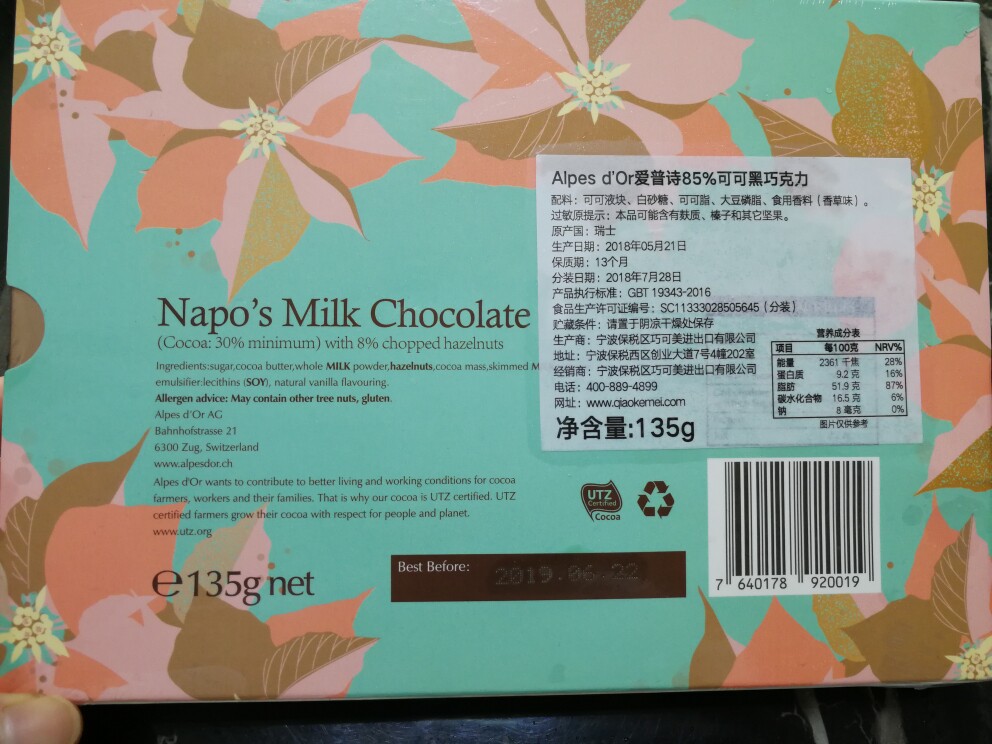 Alpes d'Or爱普诗85%可可黑巧克力
配料：可可液块、白砂糖、可可脂、大豆磷脂、食用香料（香草味）。
过敏原提示：本品可能含有麸质、榛子和其它坚果。
原产国：瑞士
生产日期：2018年05月21日
保质期：13个月
分装日期：2018年7月28日
产品执行标准：GBT 19343-2016
食品生产许可证编号：SC11333028505645（分装）
贮藏条件：请置于阴凉干燥处保存
生产商：宁波保税区巧可美进出口有限公司
地址：宁波保税西区创业大道7号4幢202室
经销商：宁波保税区巧可美进出口有限公司
电话：400-889-4899
网址：www.qiaokemei.com
净含量:135g
营养成分表
项目 每100克 NRV%
能量 2361 千焦 28%
蛋白质 9.2 克 16%
脂肪 51.9 克 87%
碳水化合物 16.5 克 6%
钠 8 毫克 0%
图片仅供参考
Napo's Milk Chocolate
(Cocoa: 30% minimum) with 8% chopped hazelnuts
Ingredients:sugar,cocoa butter,whole MILK powder,hazelnuts,cocoa mass,skimmed M
emulsifier:lecithins (SOY), natural vanilla flavouring.
Allergen advice: May contain other tree nuts, gluten.
Alpes d'Or AG
Bahnhofstrasse 21
6300 Zug, Switzerland
www.alpesdor.ch
Alpes d'Or wants to contribute to better living and working conditions for cocoa
farmers, workers and their families. That is why our cocoa is UTZ certified. UTZ
certified farmers grow their cocoa with respect for people and planet.
www.utz.org
UTZ
Certified
Cocoa
℮135g net
Best Before: 2019.06.22
7 640178 920019